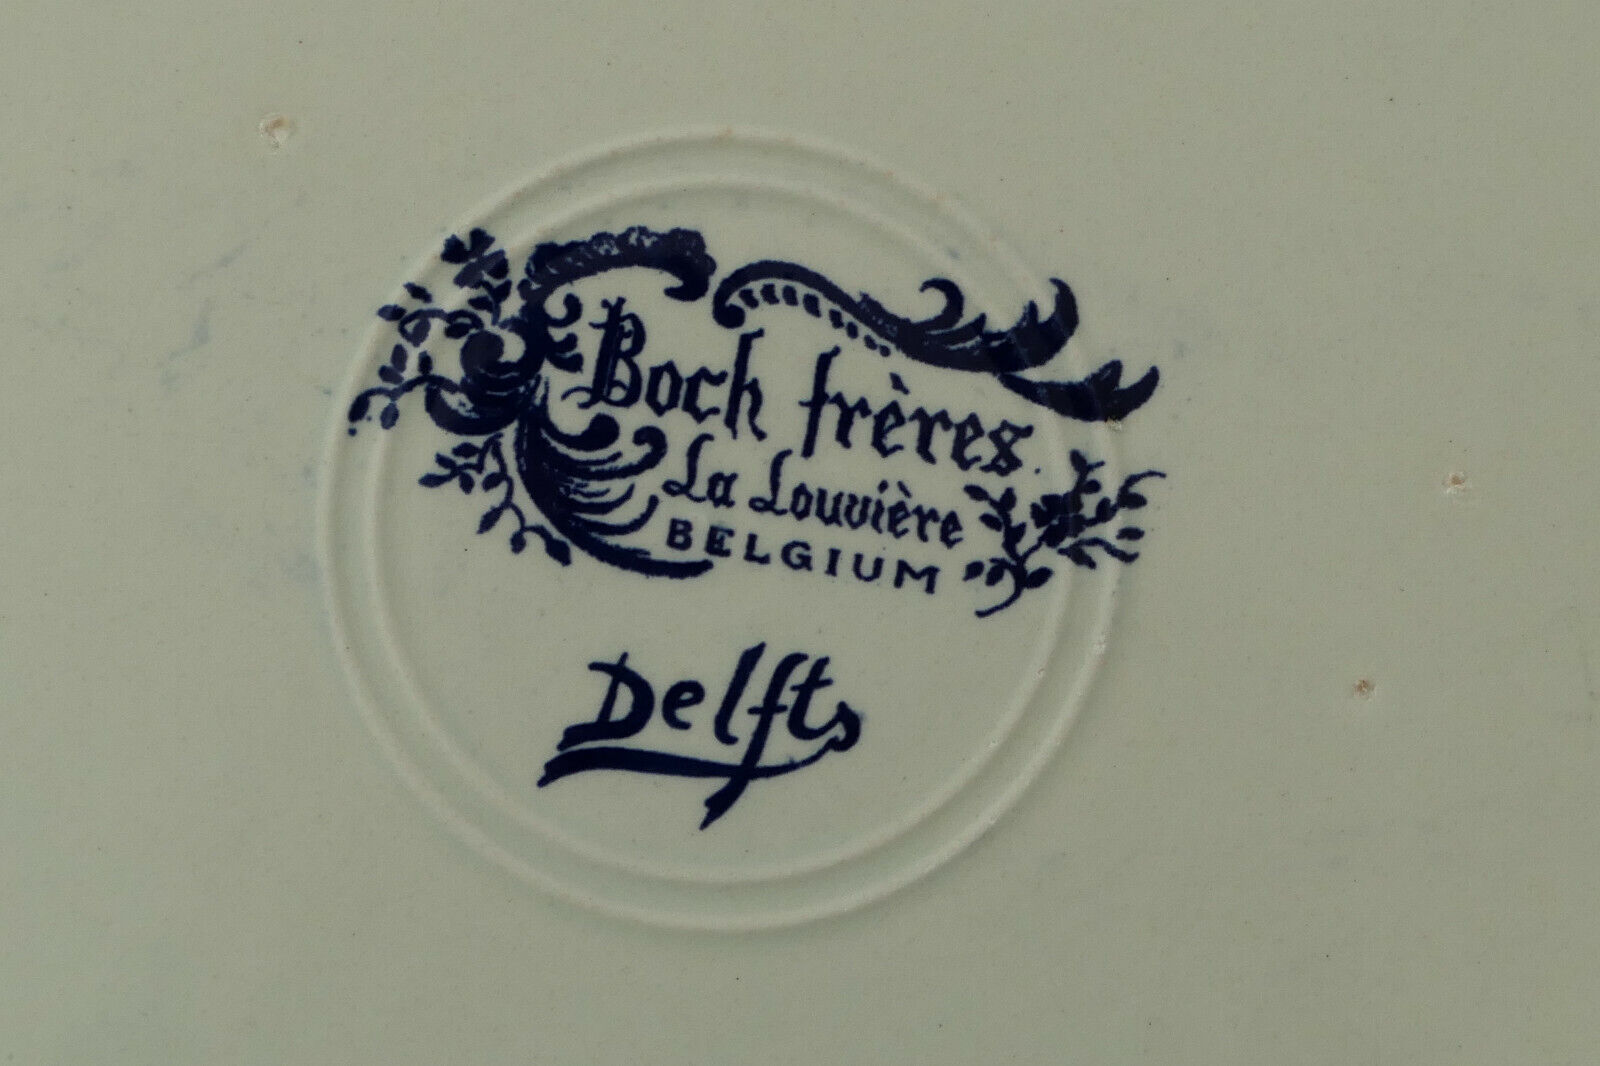 Boch frères
La Louvière
BELGIUM
Delfts